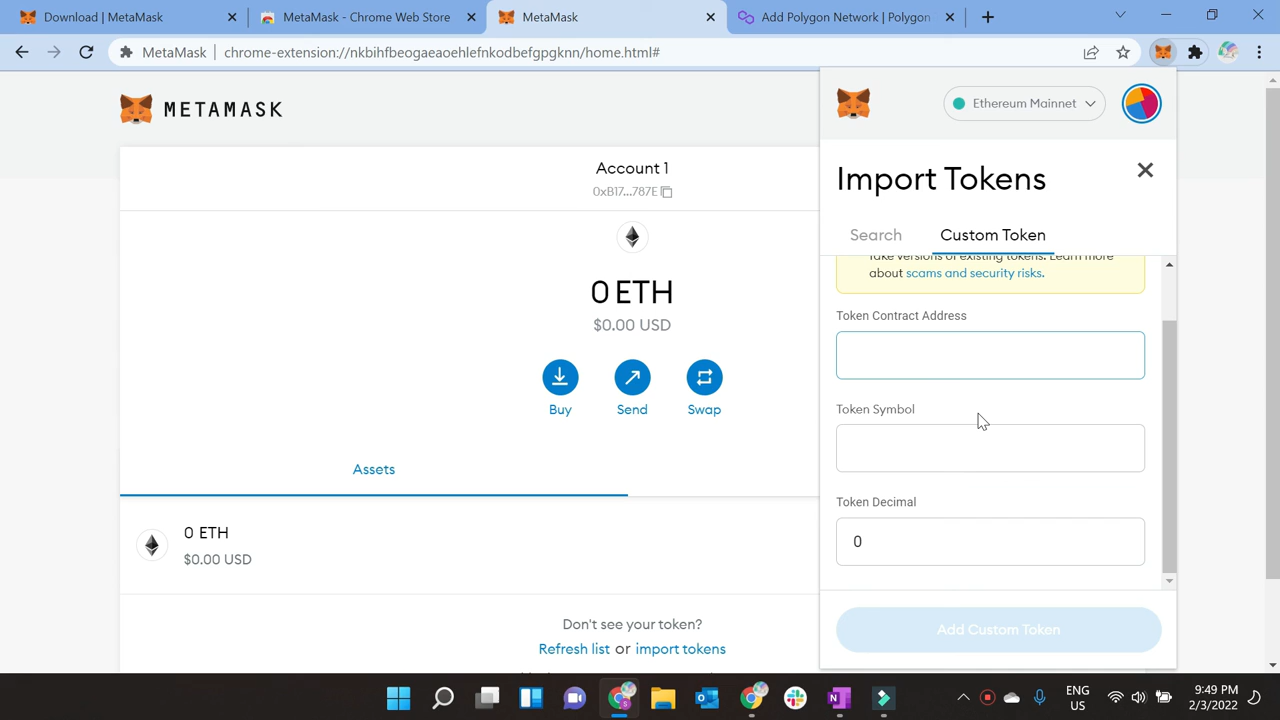 Download | MetaMask
MetaMask - Chrome Web Store
MetaMask
Add Polygon Network | Polygon
MetaMask
chrome-extension://nkbihfbeogaeaoehlefnkodbefgpgknn/home.html#
METAMASK
Account 1
0xB17...787E
0 ETH
$0.00 USD
Buy
Send
Swap
Assets
0 ETH
$0.00 USD
Don't see your token?
Refresh list or import tokens
Ethereum Mainnet
Import Tokens
Search
Custom Token
fake versions of existing tokens. Learn more
about scams and security risks.
Token Contract Address
Token Symbol
Token Decimal
0
Add Custom Token
ENG
US
9:49 PM
2/3/2022